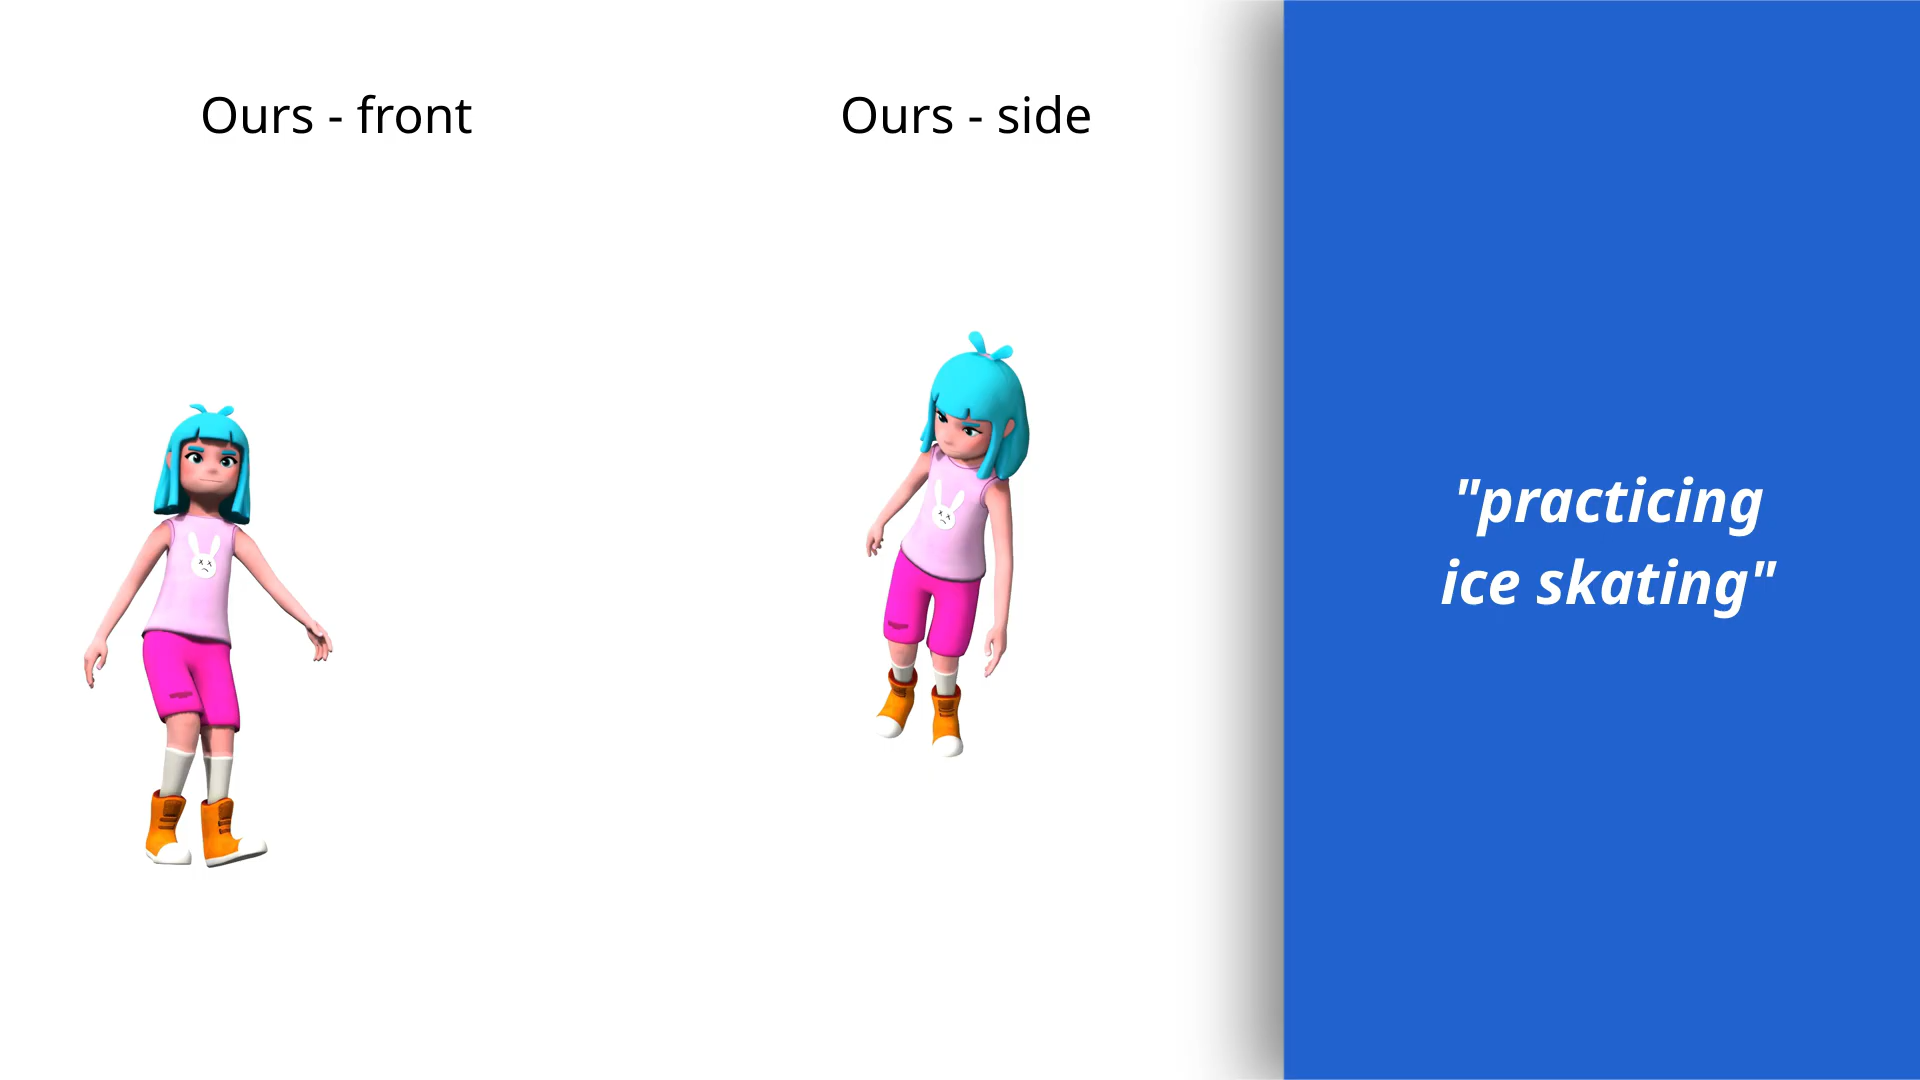 Ours - front
Ours - side
"practicing
ice skating"